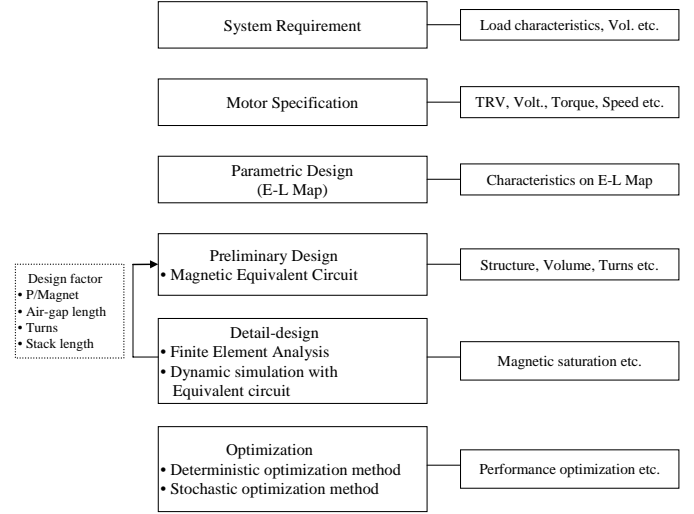 System Requirement
Load characteristics, Vol. etc.
Motor Specification
TRV, Volt., Torque, Speed etc.
Parametric Design
(E-L Map)
Characteristics on E-L Map
Preliminary Design
• Magnetic Equivalent Circuit
Structure, Volume, Turns etc.
Design factor
• P/Magnet
• Air-gap length
• Turns
• Stack length
Detail-design
• Finite Element Analysis
• Dynamic simulation with
Equivalent circuit
Magnetic saturation etc.
Optimization
• Deterministic optimization method
• Stochastic optimization method
Performance optimization etc.